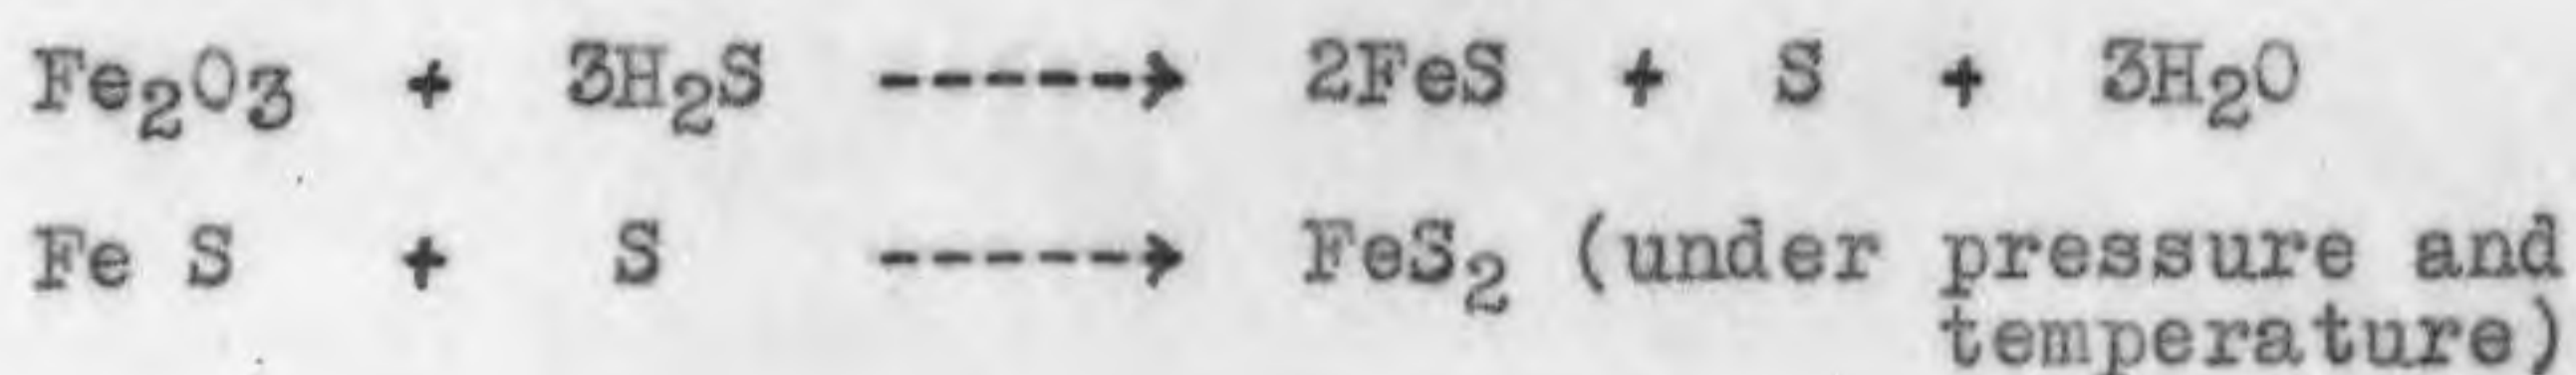 Fe₂O₃ + 3H₂S ------> 2FeS + S + 3H₂O
Fe S + S ------> FeS₂ (under pressure and
temperature)